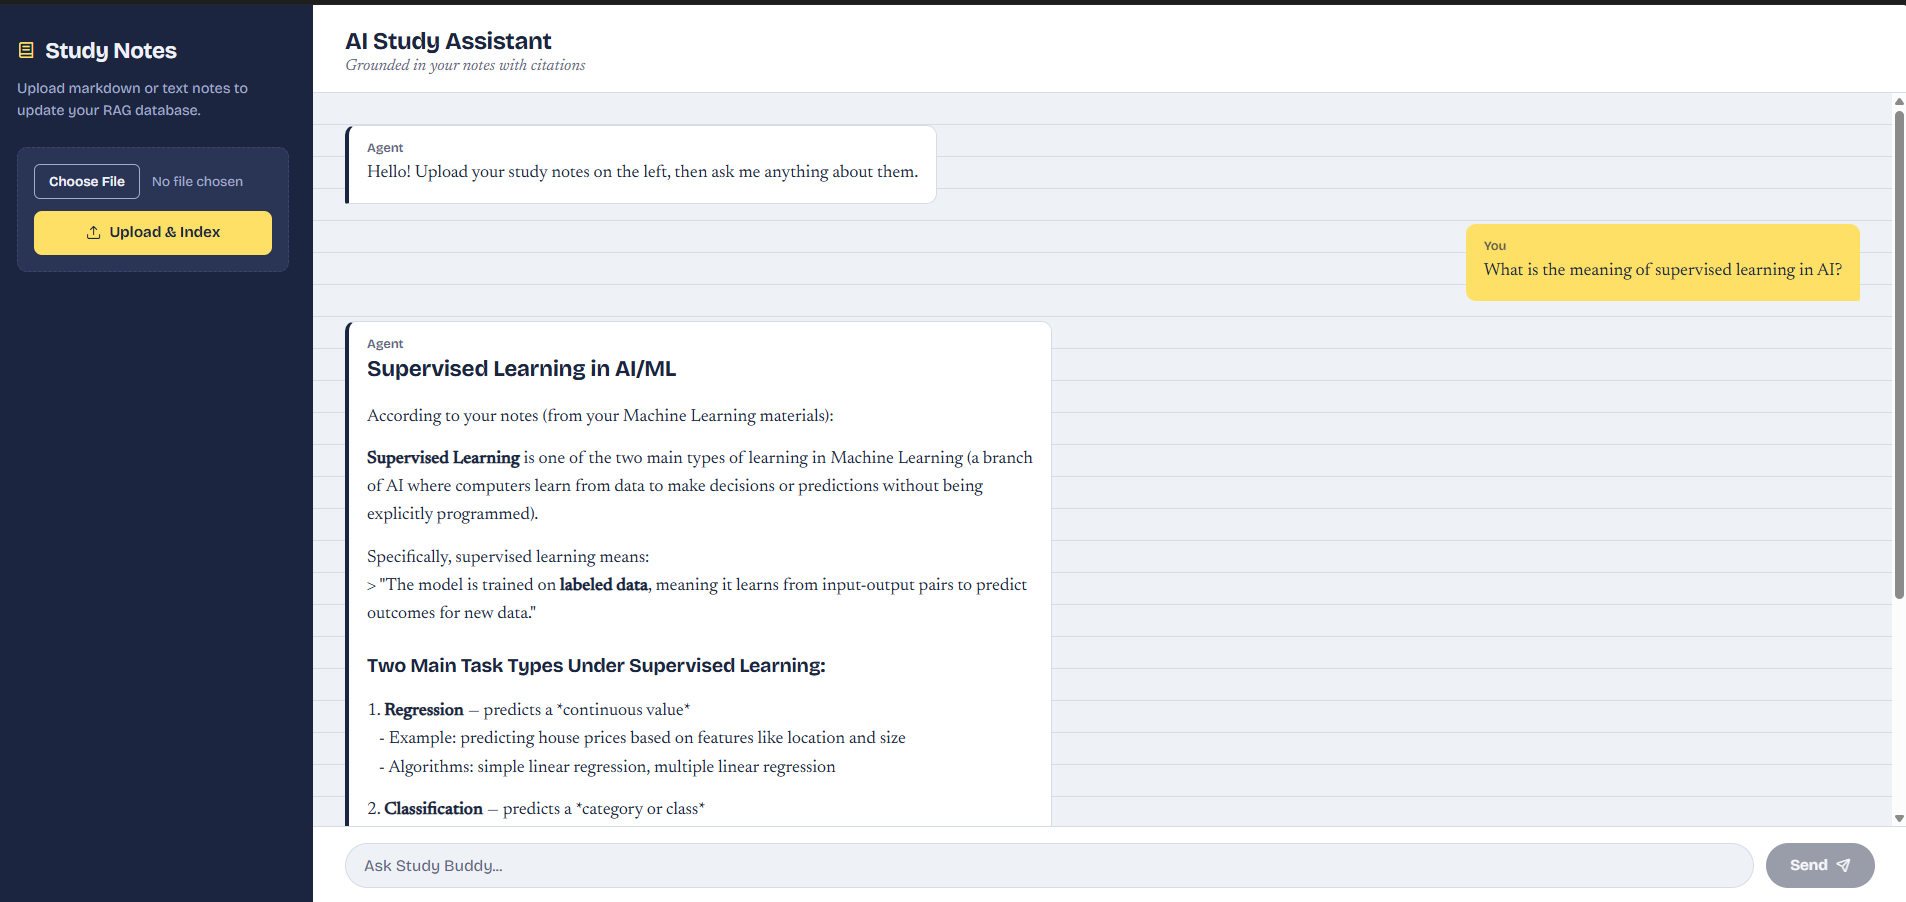 Study Notes
Upload markdown or text notes to
update your RAG database.
Choose File No file chosen
Upload & Index
AI Study Assistant
Grounded in your notes with citations
Agent
Hello! Upload your study notes on the left, then ask me anything about them.
You
What is the meaning of supervised learning in AI?
Agent
Supervised Learning in AI/ML
According to your notes (from your Machine Learning materials):
Supervised Learning is one of the two main types of learning in Machine Learning (a branch
of AI where computers learn from data to make decisions or predictions without being
explicitly programmed).
Specifically, supervised learning means:
> "The model is trained on labeled data, meaning it learns from input-output pairs to predict
outcomes for new data."
Two Main Task Types Under Supervised Learning:
1. Regression – predicts a *continuous value*
- Example: predicting house prices based on features like location and size
- Algorithms: simple linear regression, multiple linear regression
2. Classification – predicts a *category or class*
Ask Study Buddy...
Send